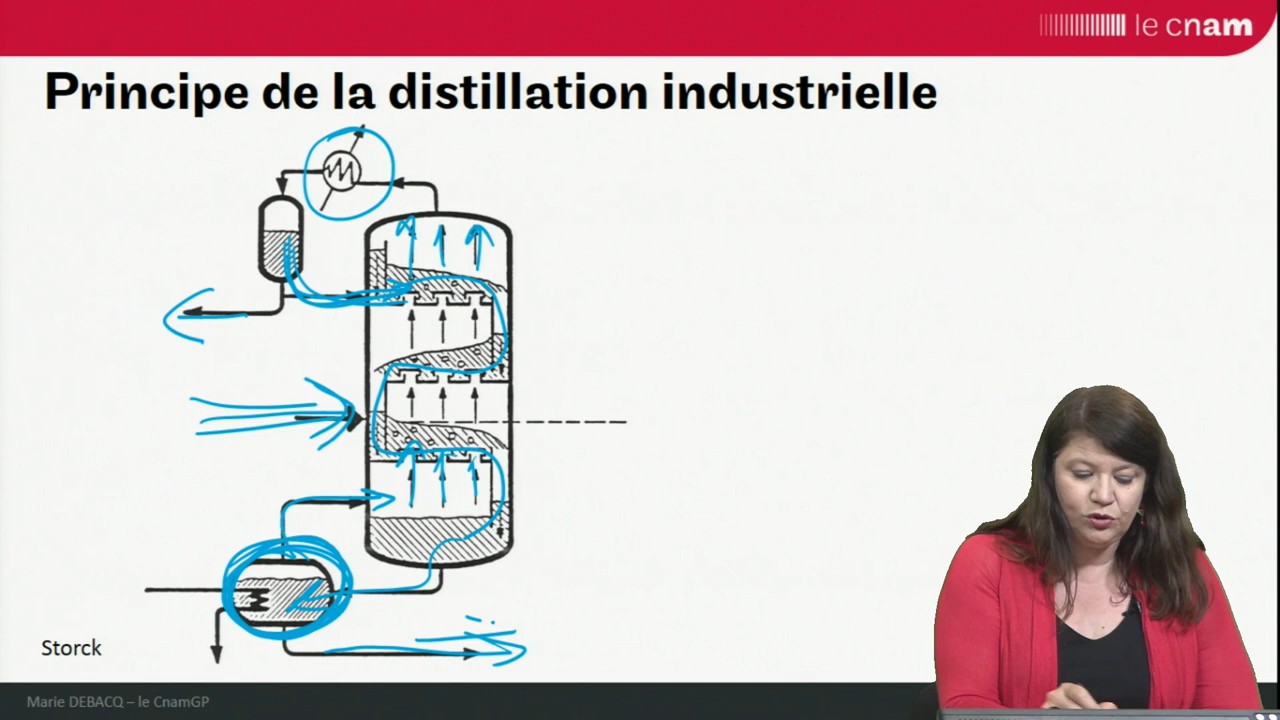 le cnam
Principe de la distillation industrielle
Storck
Marie DEBACQ – le CnamGP